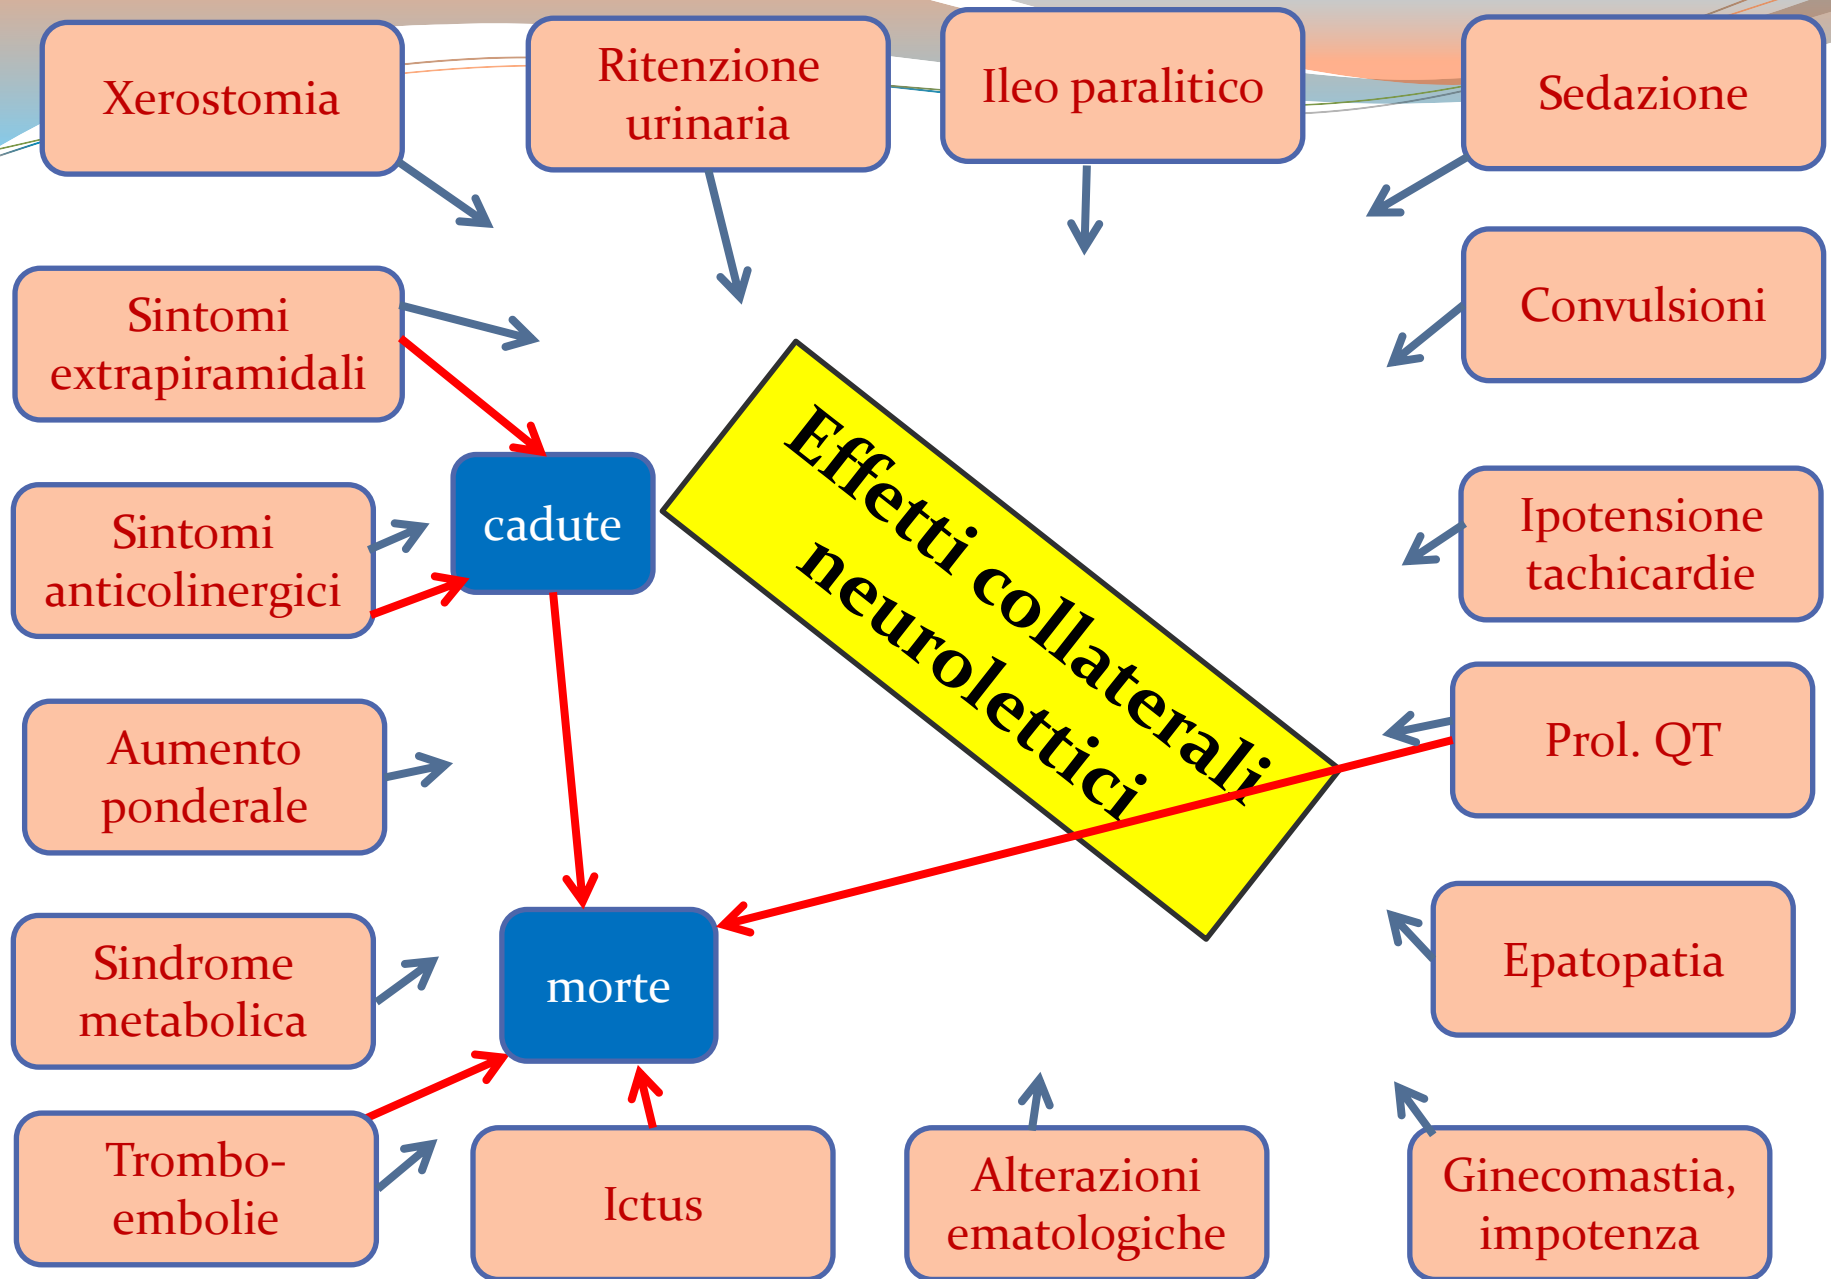 Xerostomia
Ritenzione
urinaria
Ileo paralitico
Sedazione
Sintomi
extrapiramidali
Convulsioni
Effetti collaterali
neurolettici
cadute
Sintomi
anticolinergici
Ipotensione
tachicardie
Aumento
ponderale
Prol. QT
Sindrome
metabolica
morte
Epatopatia
Trombo-
embolie
Ictus
Alterazioni
ematologiche
Ginecomastia,
impotenza